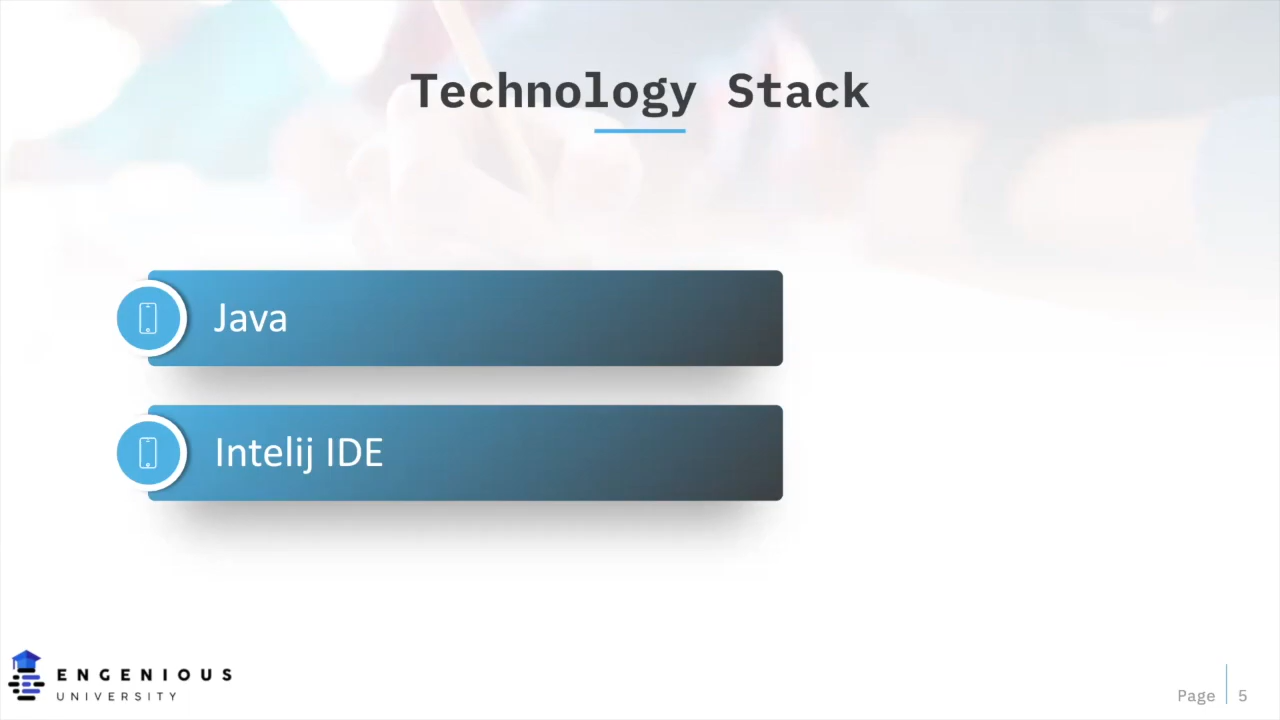 Technology Stack
Java
Intelij IDE
ENGENIOUS
UNIVERSITY
Page 5